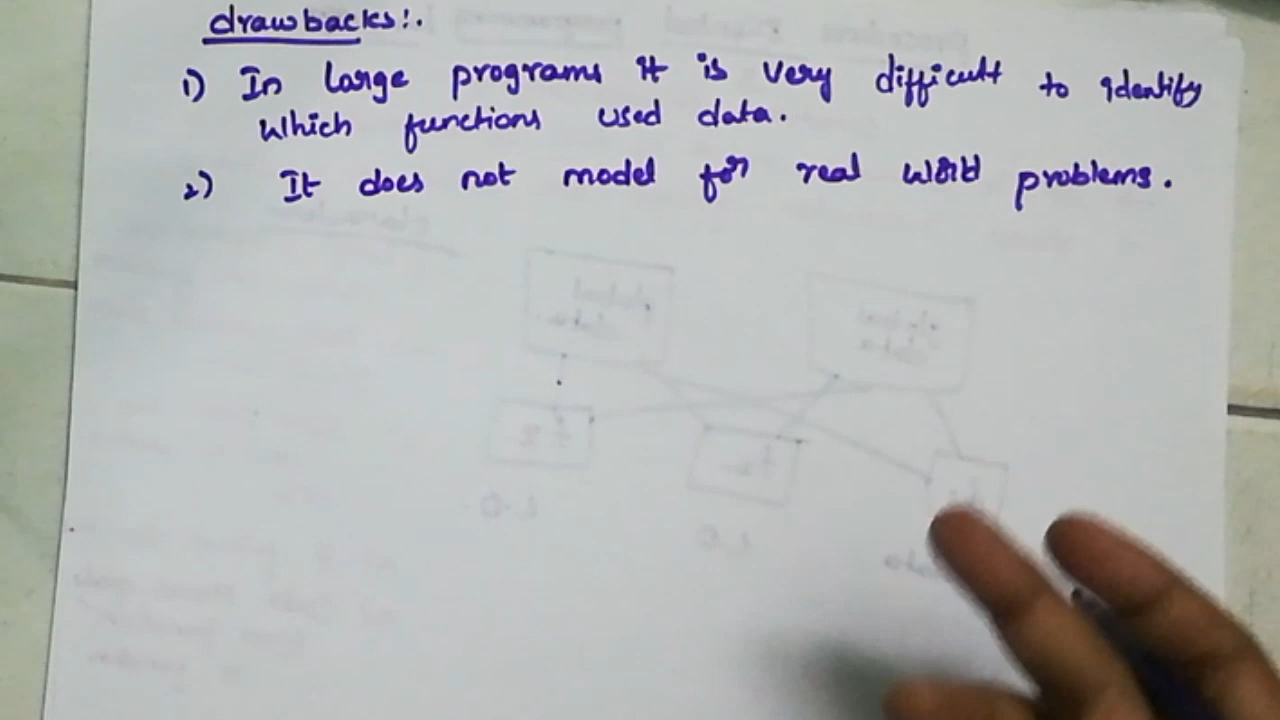 drawbacks:.
1) In large programs it is very difficult to identify
which functions used data.
2) It does not model for real world problems.